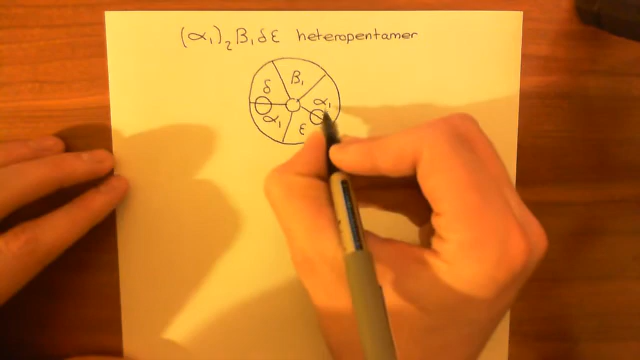 (α₁)₂ β₁ δ ε heteropentamer
β₁
δ
α₁
α₁
ε